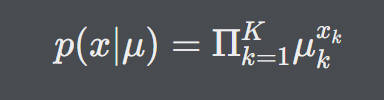 p(x|μ) = Π_{k=1}^{K} μ_k^{x_k}